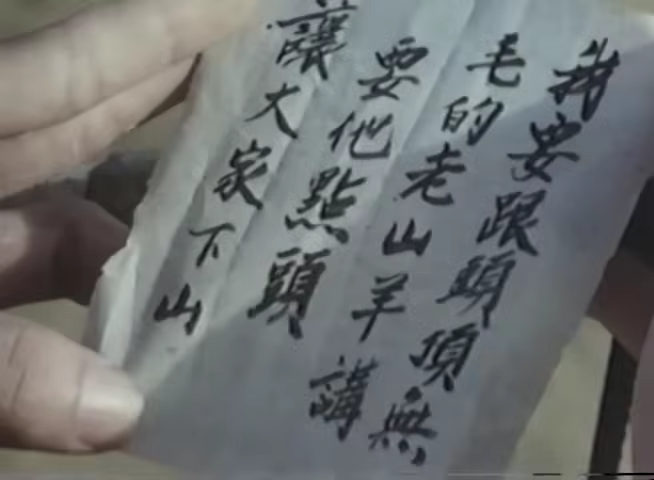 我要跟頭頂無
毛的老山羊講
要他點頭
讓大家下山